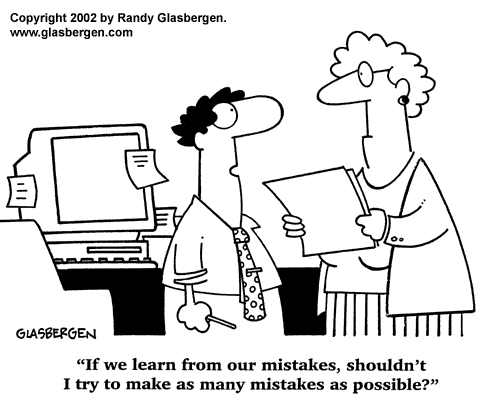 Copyright 2002 by Randy Glasbergen.
www.glasbergen.com
GLASBERGEN
“If we learn from our mistakes, shouldn’t
I try to make as many mistakes as possible?”